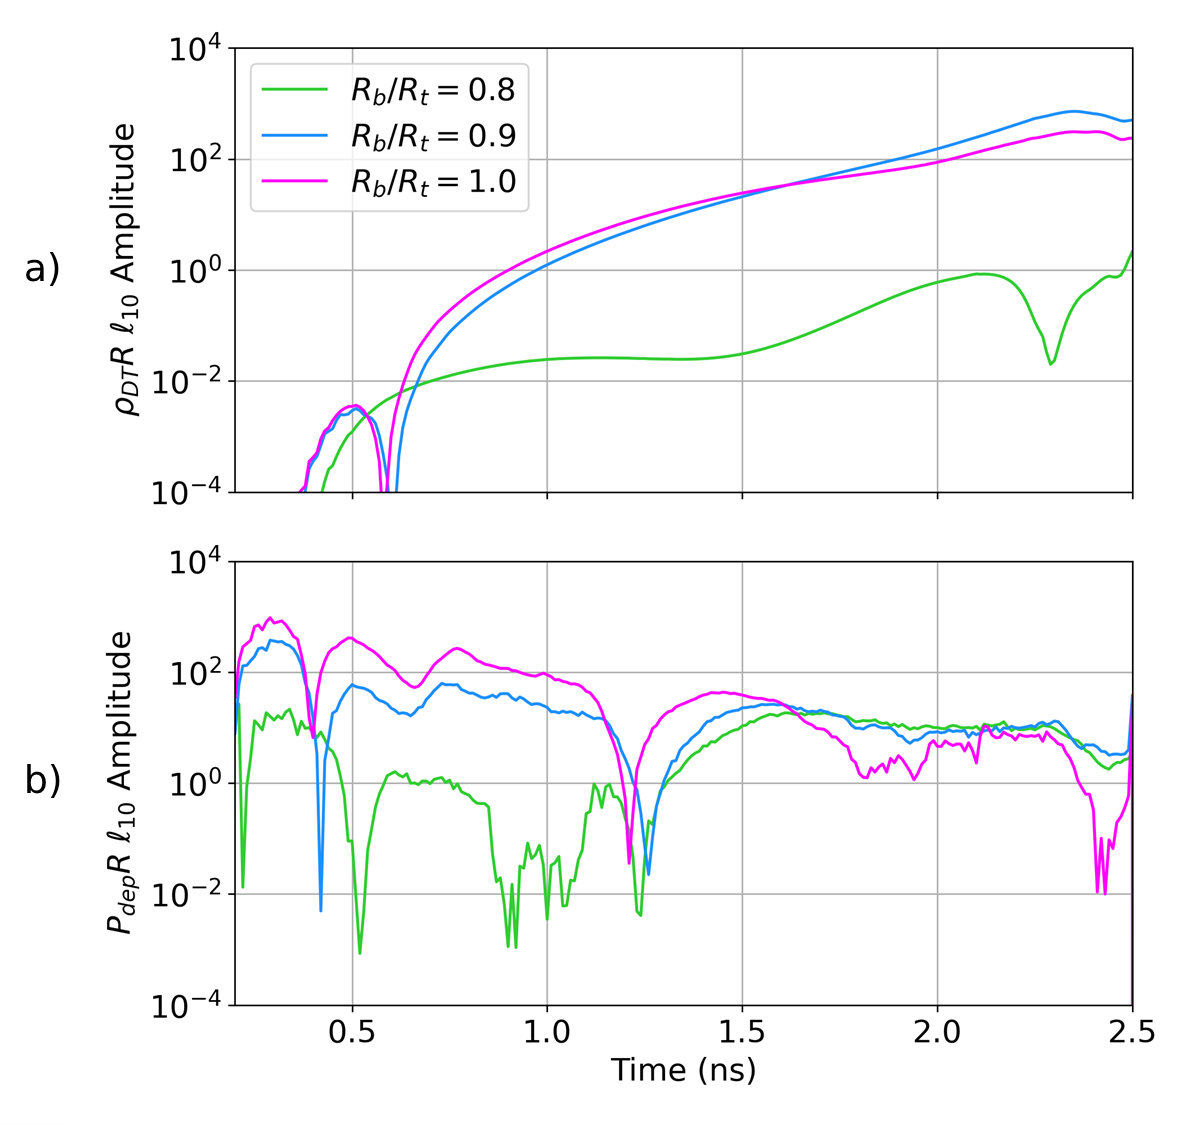 a)
ρ_DT R ℓ_10 Amplitude
10^4
10^2
10^0
10^−2
10^−4
R_b/R_t = 0.8
R_b/R_t = 0.9
R_b/R_t = 1.0
b)
P_dep R ℓ_10 Amplitude
10^4
10^2
10^0
10^−2
10^−4
0.5 1.0 1.5 2.0 2.5
Time (ns)